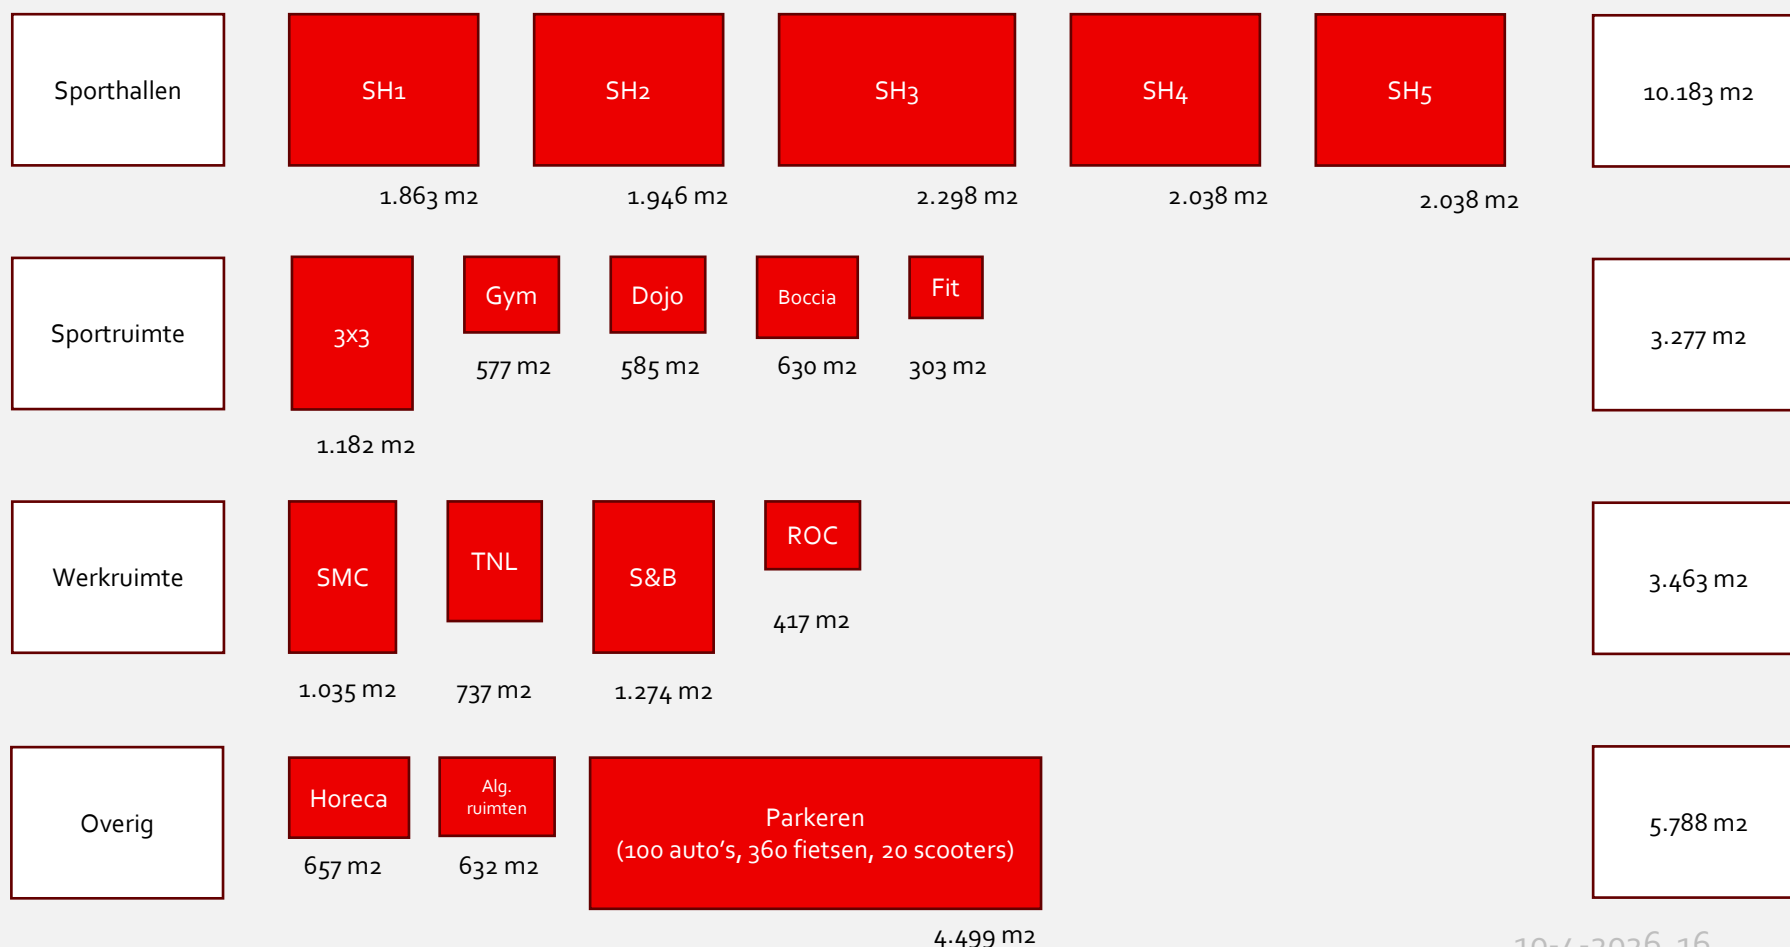 Sporthallen
SH1
SH2
SH3
SH4
SH5
10.183 m2
1.863 m2
1.946 m2
2.298 m2
2.038 m2
2.038 m2
Sportruimte
3x3
Gym
Dojo
Boccia
Fit
3.277 m2
577 m2
585 m2
630 m2
303 m2
1.182 m2
Werkruimte
SMC
TNL
S&B
ROC
3.463 m2
417 m2
1.035 m2
737 m2
1.274 m2
Overig
Horeca
Alg.
ruimten
Parkeren
(100 auto's, 360 fietsen, 20 scooters)
5.788 m2
657 m2
632 m2
4.499 m2
10-4-2026 16